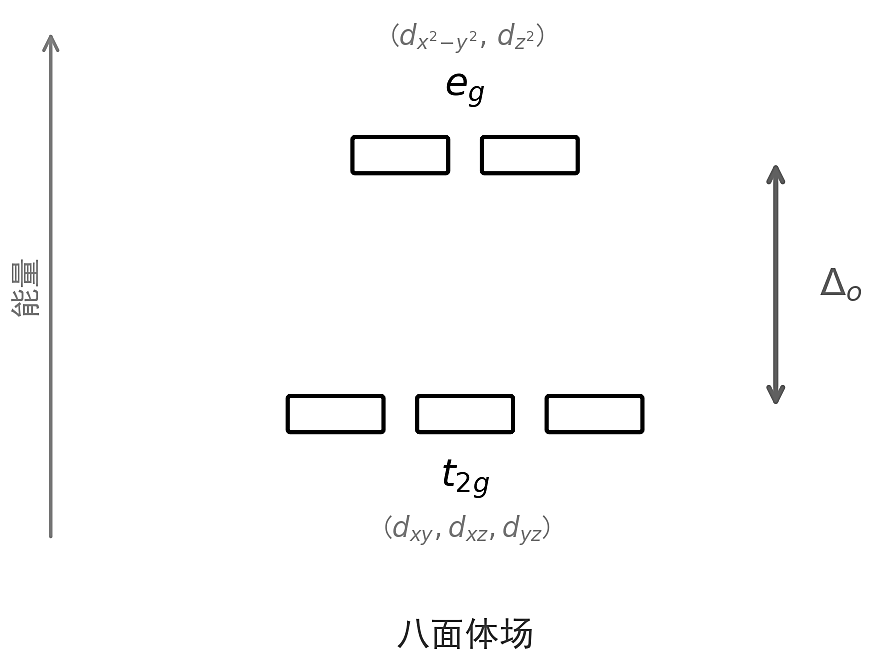 (dx²−y², dz²)
eg
能量
Δo
t2g
(dxy, dxz, dyz)
八面体场